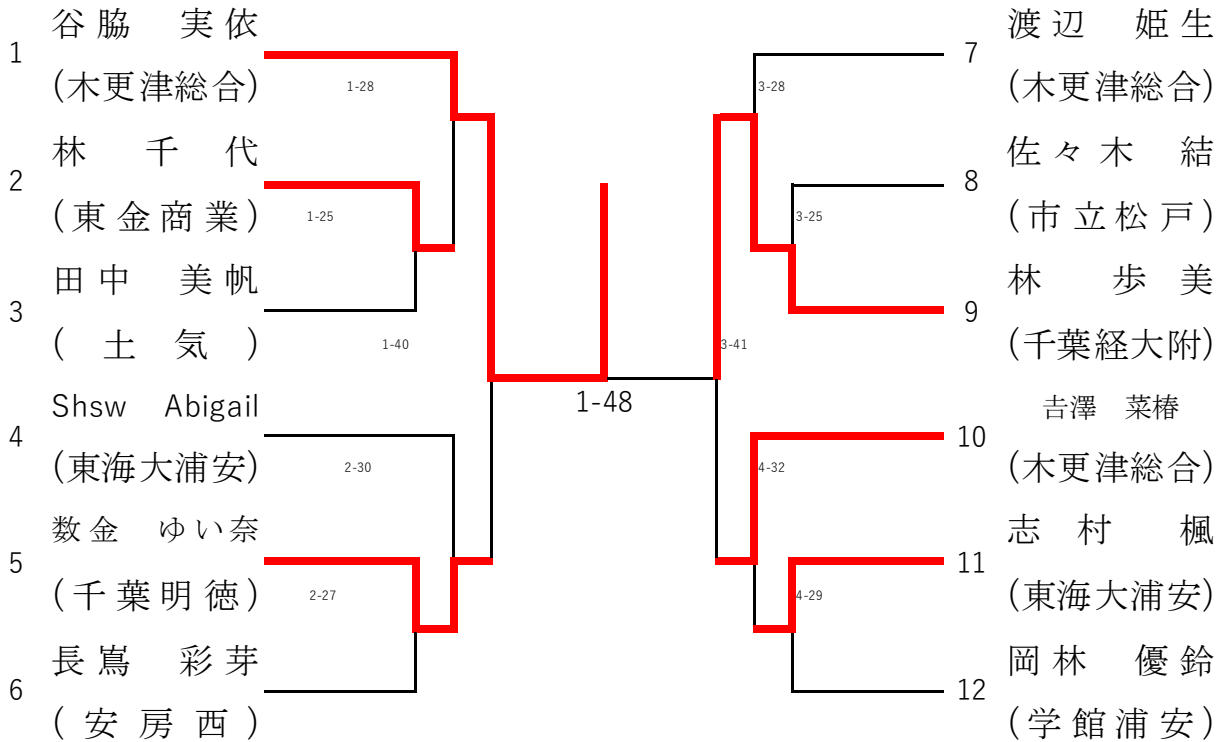 1
谷脇 実依
(木更津総合)
1-28
2
林 千代
(東金商業)
1-25
3
田中 美帆
(土気)
1-40
4
Shsw Abigail
(東海大浦安)
2-30
5
数金 ゆい奈
(千葉明徳)
2-27
6
長嶌 彩芽
(安房西)
1-48
渡辺 姫生
7
(木更津総合)
3-28
佐々木 結
8
(市立松戸)
3-25
林 歩美
9
(千葉経大附)
3-41
𠮷澤 菜椿
10
(木更津総合)
4-32
志村 楓
11
(東海大浦安)
4-29
岡林 優鈴
12
(学館浦安)